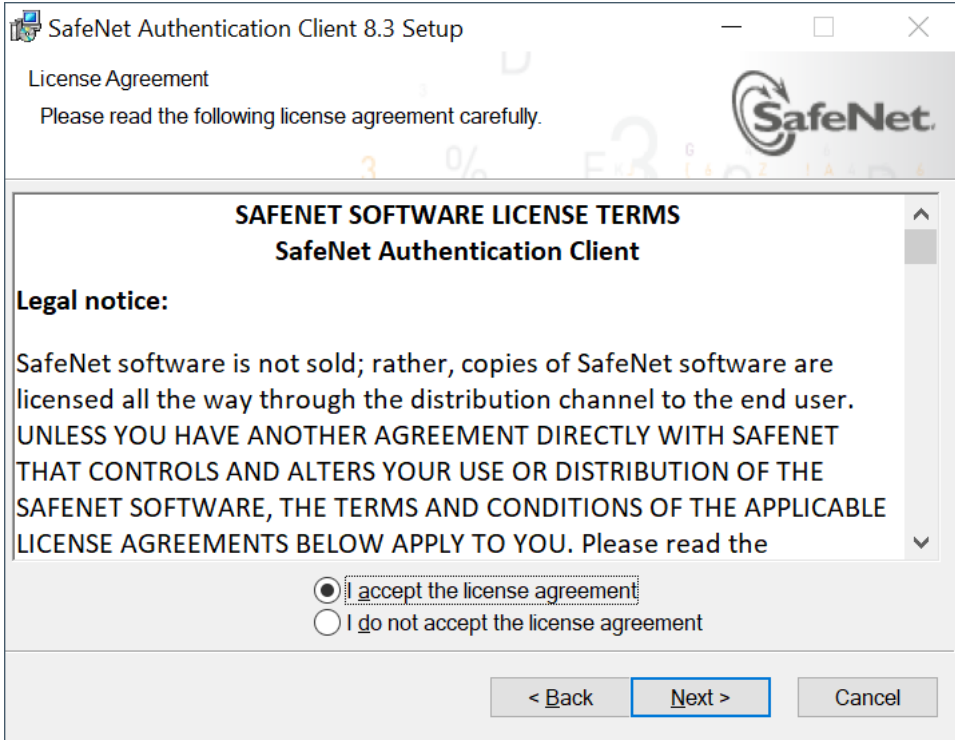 SafeNet Authentication Client 8.3 Setup
License Agreement
Please read the following license agreement carefully.
SafeNet.
SAFENET SOFTWARE LICENSE TERMS
SafeNet Authentication Client
Legal notice:
SafeNet software is not sold; rather, copies of SafeNet software are
licensed all the way through the distribution channel to the end user.
UNLESS YOU HAVE ANOTHER AGREEMENT DIRECTLY WITH SAFENET
THAT CONTROLS AND ALTERS YOUR USE OR DISTRIBUTION OF THE
SAFENET SOFTWARE, THE TERMS AND CONDITIONS OF THE APPLICABLE
LICENSE AGREEMENTS BELOW APPLY TO YOU. Please read the
I accept the license agreement
I do not accept the license agreement
< Back
Next >
Cancel